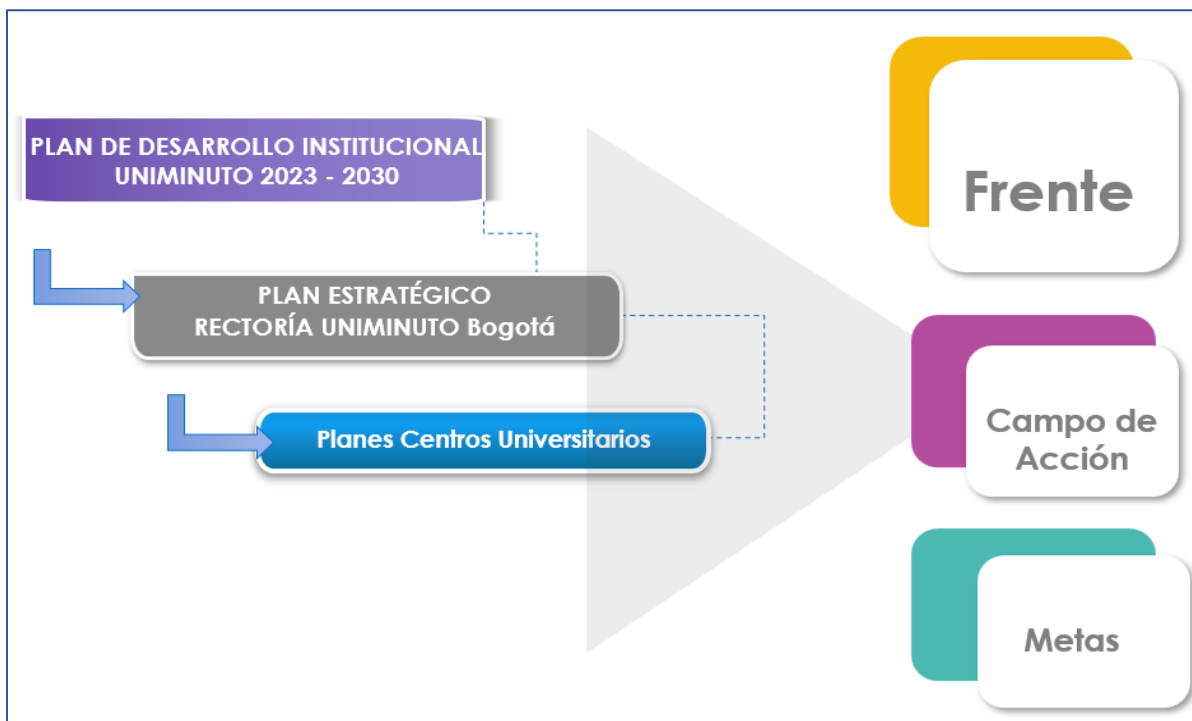 PLAN DE DESARROLLO INSTITUCIONAL
UNIMINUTO 2023 - 2030
PLAN ESTRATÉGICO
RECTORÍA UNIMINUTO Bogotá
Planes Centros Universitarios
Frente
Campo de
Acción
Metas